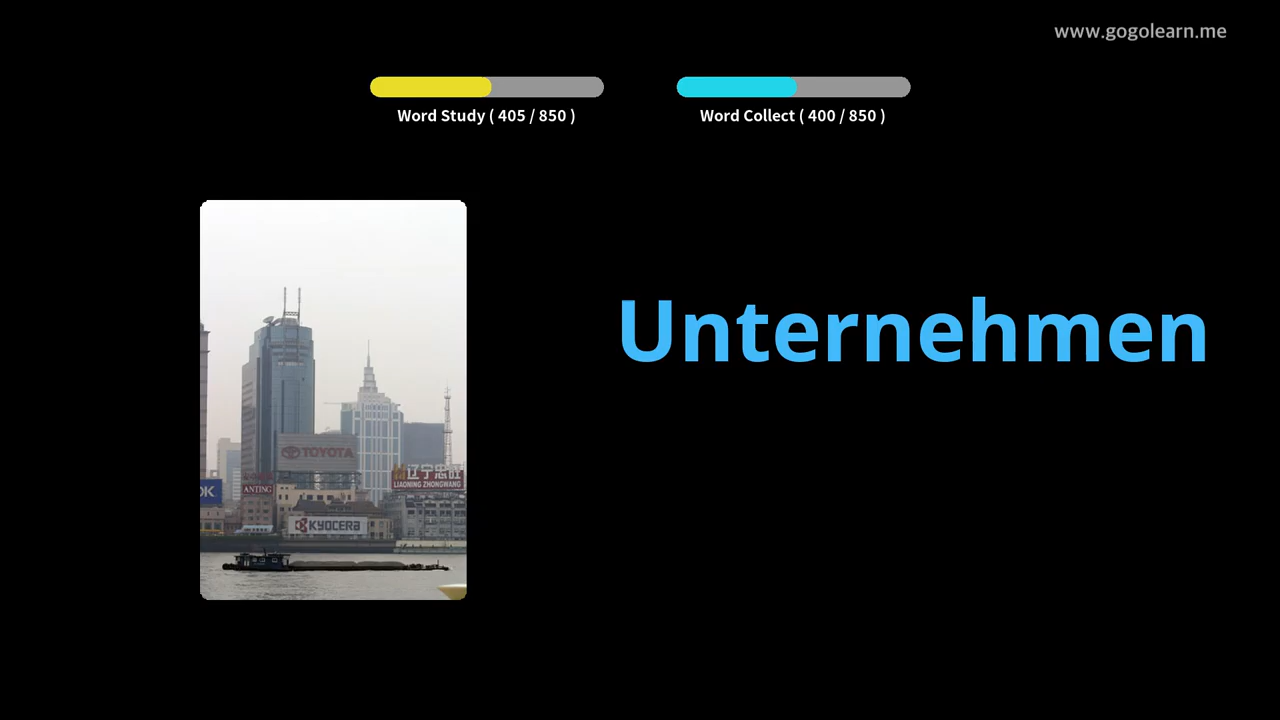 www.gogolearn.me
Word Study ( 405 / 850 )
Word Collect ( 400 / 850 )
Unternehmen
TOYOTA
辽宁忠旺
LIAONING ZHONGWANG
OK
ANTING
KYOCERA